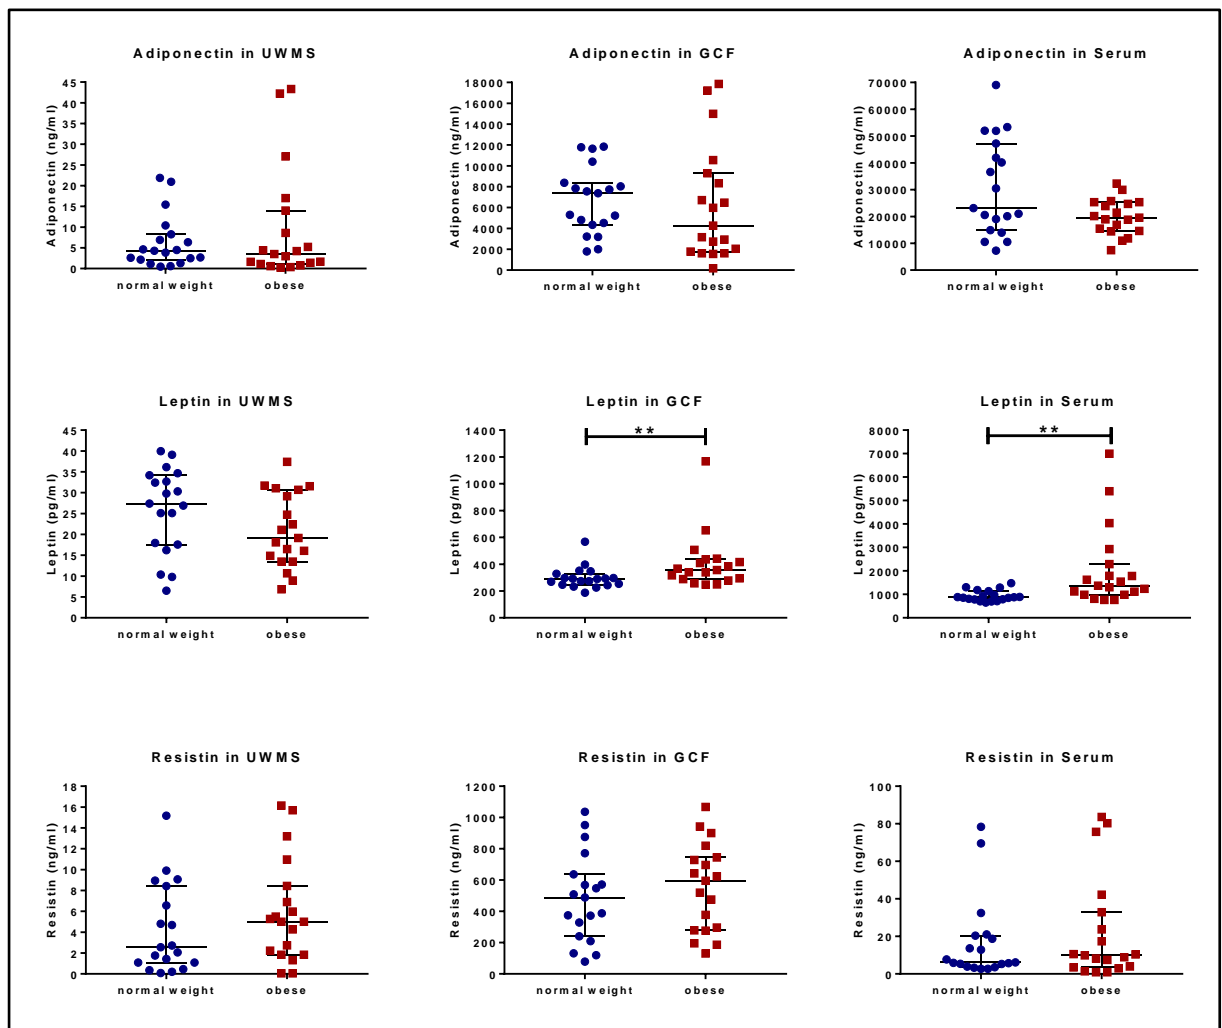 Adiponectin in UWMS
Adiponectin (ng/ml)
45
40
35
30
25
20
15
10
5
0
normal weight
obese
Adiponectin in GCF
Adiponectin (ng/ml)
18000
16000
14000
12000
10000
8000
6000
4000
2000
0
normal weight
obese
Adiponectin in Serum
Adiponectin (ng/ml)
70000
60000
50000
40000
30000
20000
10000
0
normal weight
obese
Leptin in UWMS
Leptin (pg/ml)
45
40
35
30
25
20
15
10
5
0
normal weight
obese
Leptin in GCF
Leptin (pg/ml)
1400
1200
1000
800
600
400
200
0
**
normal weight
obese
Leptin in Serum
Leptin (pg/ml)
8000
7000
6000
5000
4000
3000
2000
1000
0
**
normal weight
obese
Resistin in UWMS
Resistin (ng/ml)
18
16
14
12
10
8
6
4
2
0
normal weight
obese
Resistin in GCF
Resistin (ng/ml)
1200
1000
800
600
400
200
0
normal weight
obese
Resistin in Serum
Resistin (ng/ml)
100
80
60
40
20
0
normal weight
obese